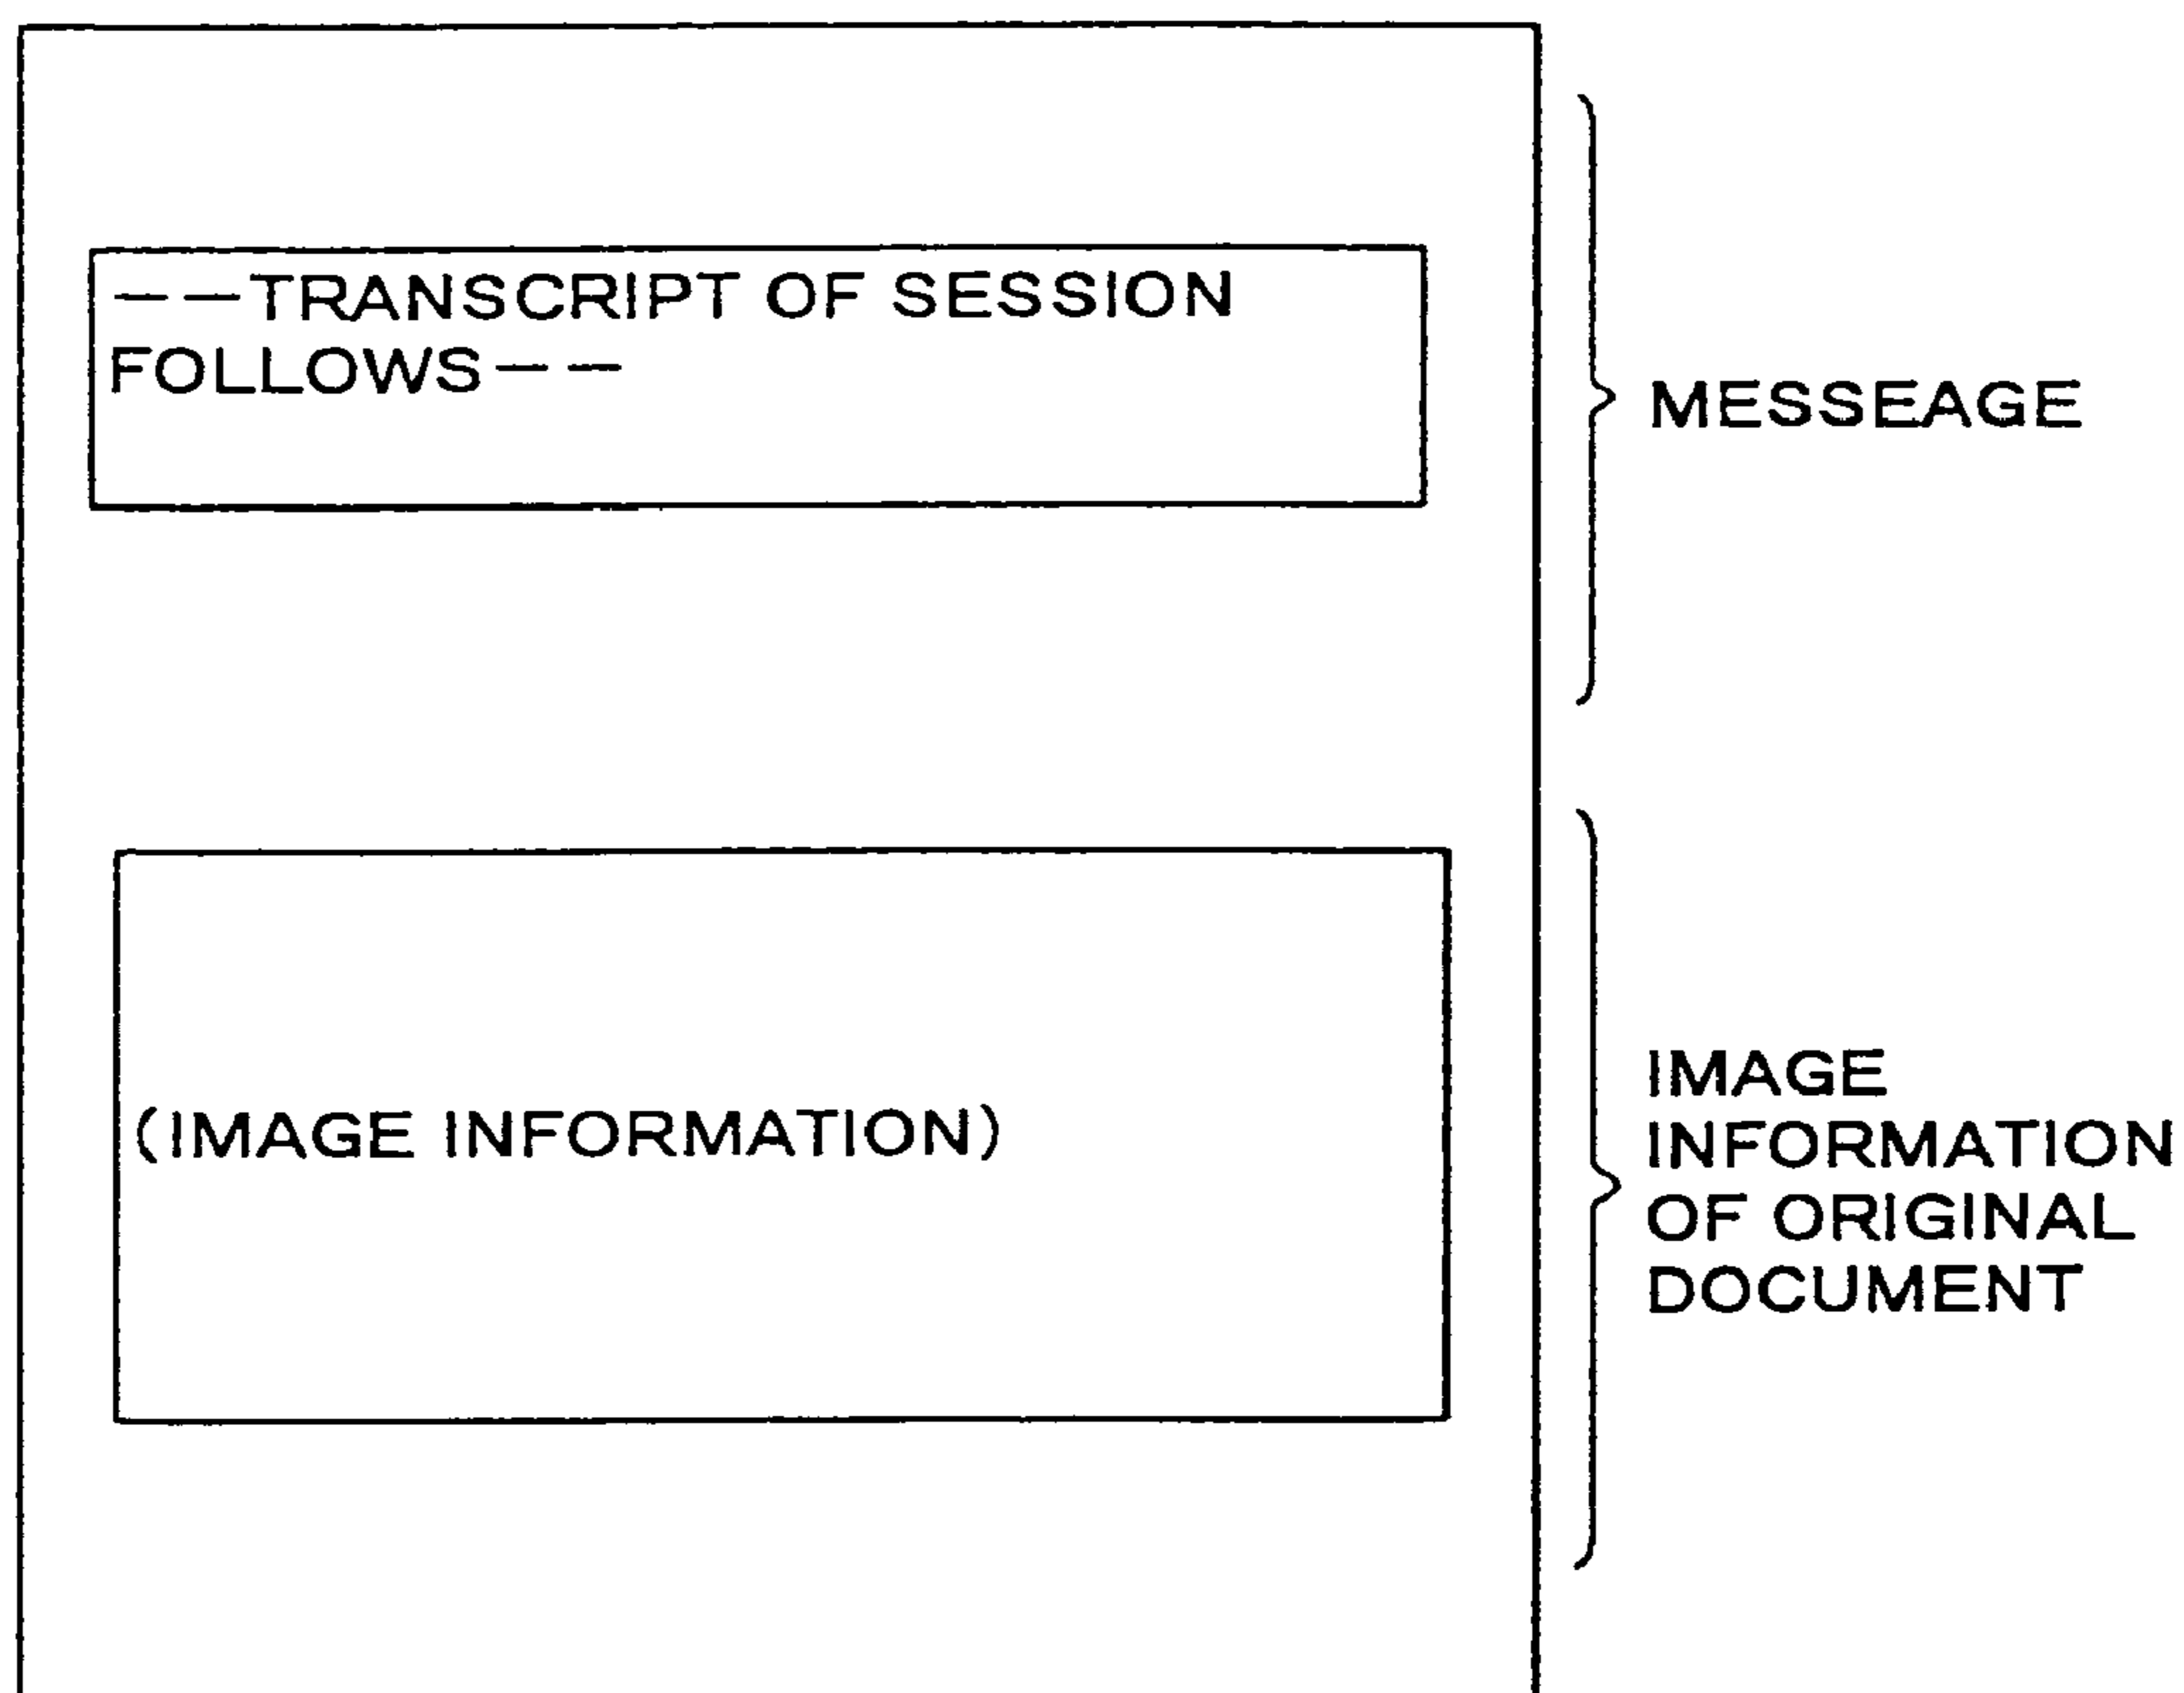 ——TRANSCRIPT OF SESSION
FOLLOWS——
MESSEAGE
(IMAGE INFORMATION)
IMAGE
INFORMATION
OF ORIGINAL
DOCUMENT